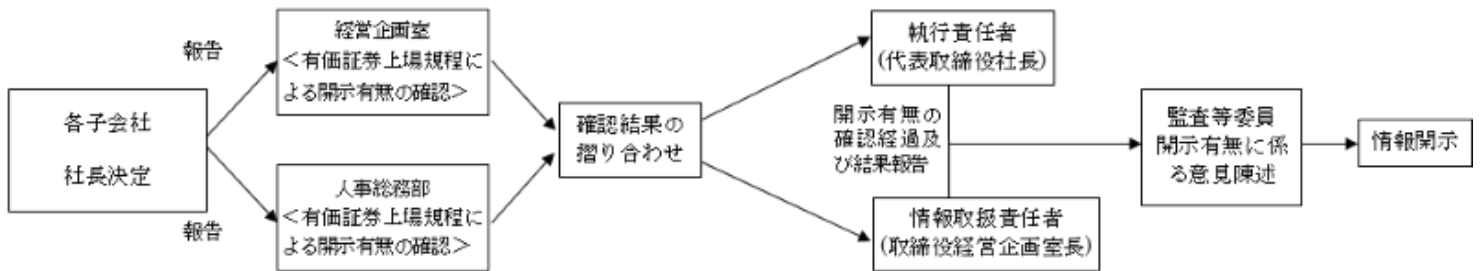 報告
各子会社
社長決定
報告
経営企画室
<有価証券上場規程に
よる開示有無の確認>
人事総務部
<有価証券上場規程に
よる開示有無の確認>
確認結果の
摺り合わせ
執行責任者
(代表取締役社長)
開示有無の
確認経過及
び結果報告
情報取扱責任者
(取締役経営企画室長)
監査等委員
開示有無に係
る意見陳述
情報開示